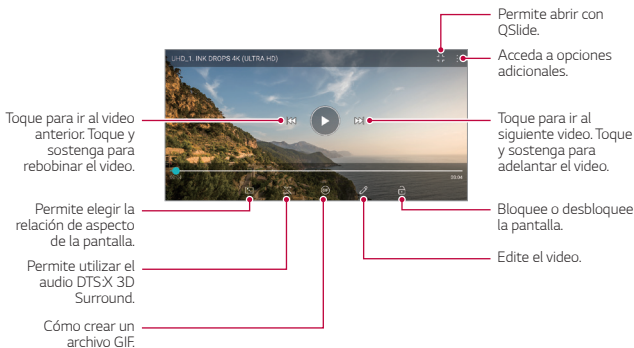 Permite abrir con
QSlide.
Acceda a opciones
adicionales.
UHD_1. INK DROPS 4K (ULTRA HD)
Toque para ir al video
anterior. Toque y
sostenga para
rebobinar el video.
Toque para ir al
siguiente video. Toque
y sostenga para
adelantar el video.
Permite elegir la
relación de aspecto
de la pantalla.
Bloquee o desbloquee
la pantalla.
Permite utilizar el
audio DTS:X 3D
Surround.
Edite el video.
Cómo crear un
archivo GIF.
GIF